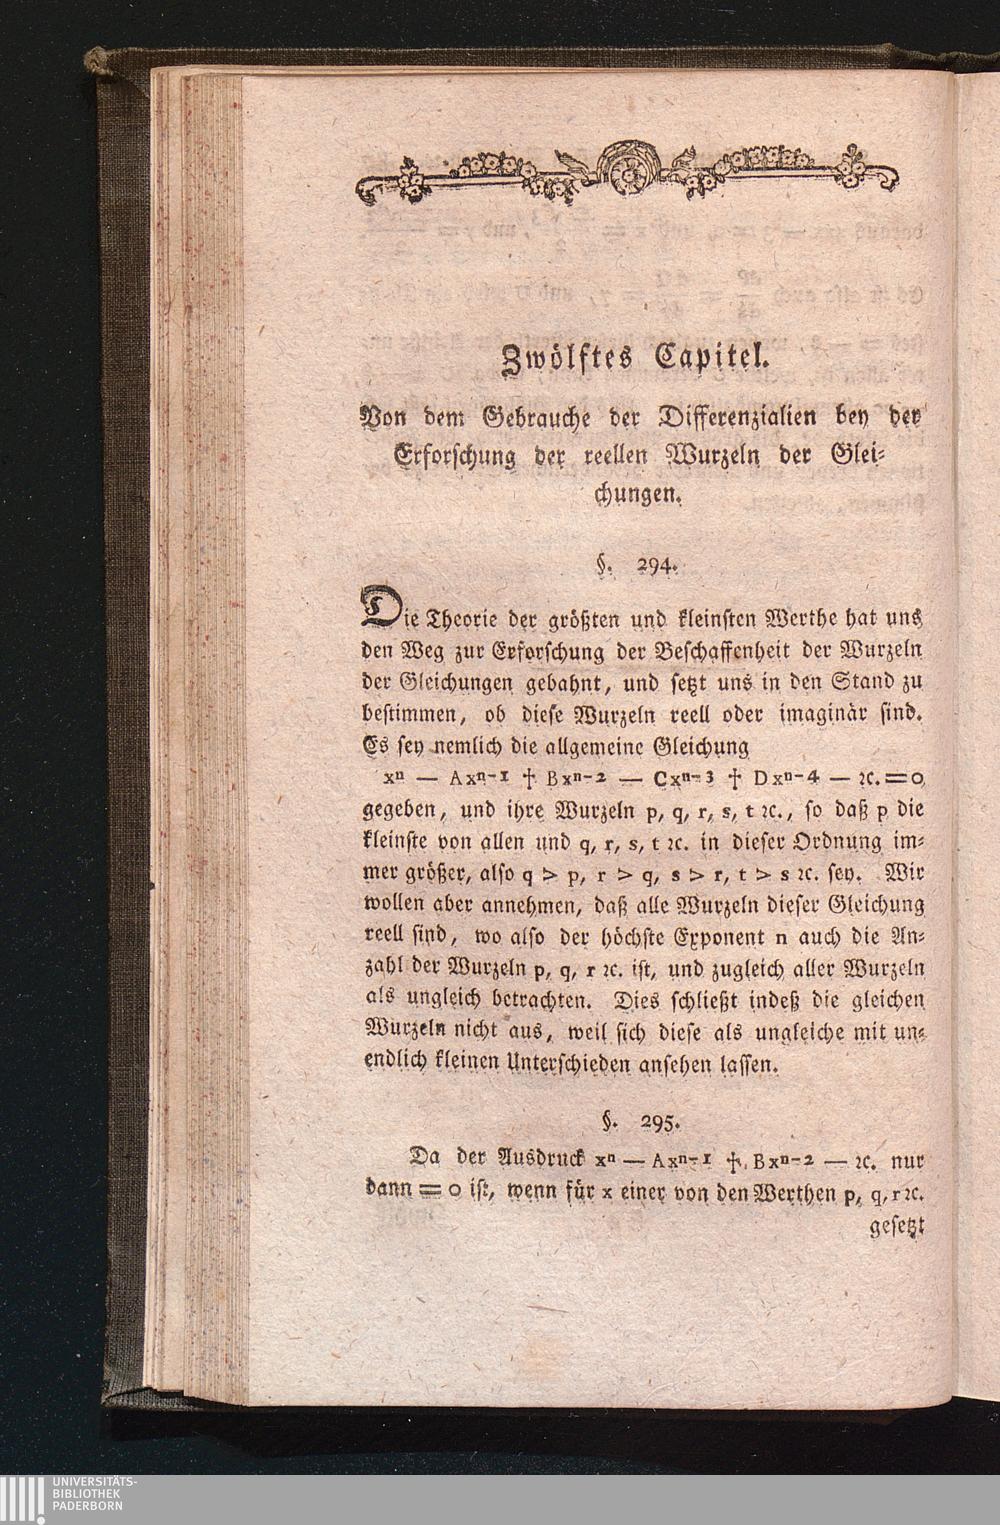 Zwölftes Capitel.
Von dem Gebrauche der Differenzialien bey der
Erforschung der reellen Wurzeln der Glei⸗
chungen.
§. 294.
Die Theorie der größten und kleinsten Werthe hat uns
den Weg zur Erforschung der Beschaffenheit der Wurzeln
der Gleichungen gebahnt, und setzt uns in den Stand zu
bestimmen, ob diese Wurzeln reell oder imaginär sind.
Es sey nemlich die allgemeine Gleichung
xⁿ — Axⁿ⁻¹ † Bxⁿ⁻² — Cxⁿ⁻³ † Dxⁿ⁻⁴ — ꝛc. = 0
gegeben, und ihre Wurzeln p, q, r, s, t ꝛc., so daß p die
kleinste von allen und q, r, s, t ꝛc. in dieser Ordnung im⸗
mer größer, also q > p, r > q, s > r, t > s ꝛc. sey. Wir
wollen aber annehmen, daß alle Wurzeln dieser Gleichung
reell sind, wo also der höchste Exponent n auch die An⸗
zahl der Wurzeln p, q, r ꝛc. ist, und zugleich aller Wurzeln
als ungleich betrachten. Dies schließt indeß die gleichen
Wurzeln nicht aus, weil sich diese als ungleiche mit un⸗
endlich kleinen Unterschieden ansehen lassen.
§. 295.
Da der Ausdruck xⁿ — Axⁿ⁻¹ † Bxⁿ⁻² — ꝛc. nur
dann = 0 ist, wenn für x einer von den Werthen p, q, r ꝛc.
gesetzt
UNIVERSITÄTS-
BIBLIOTHEK
PADERBORN